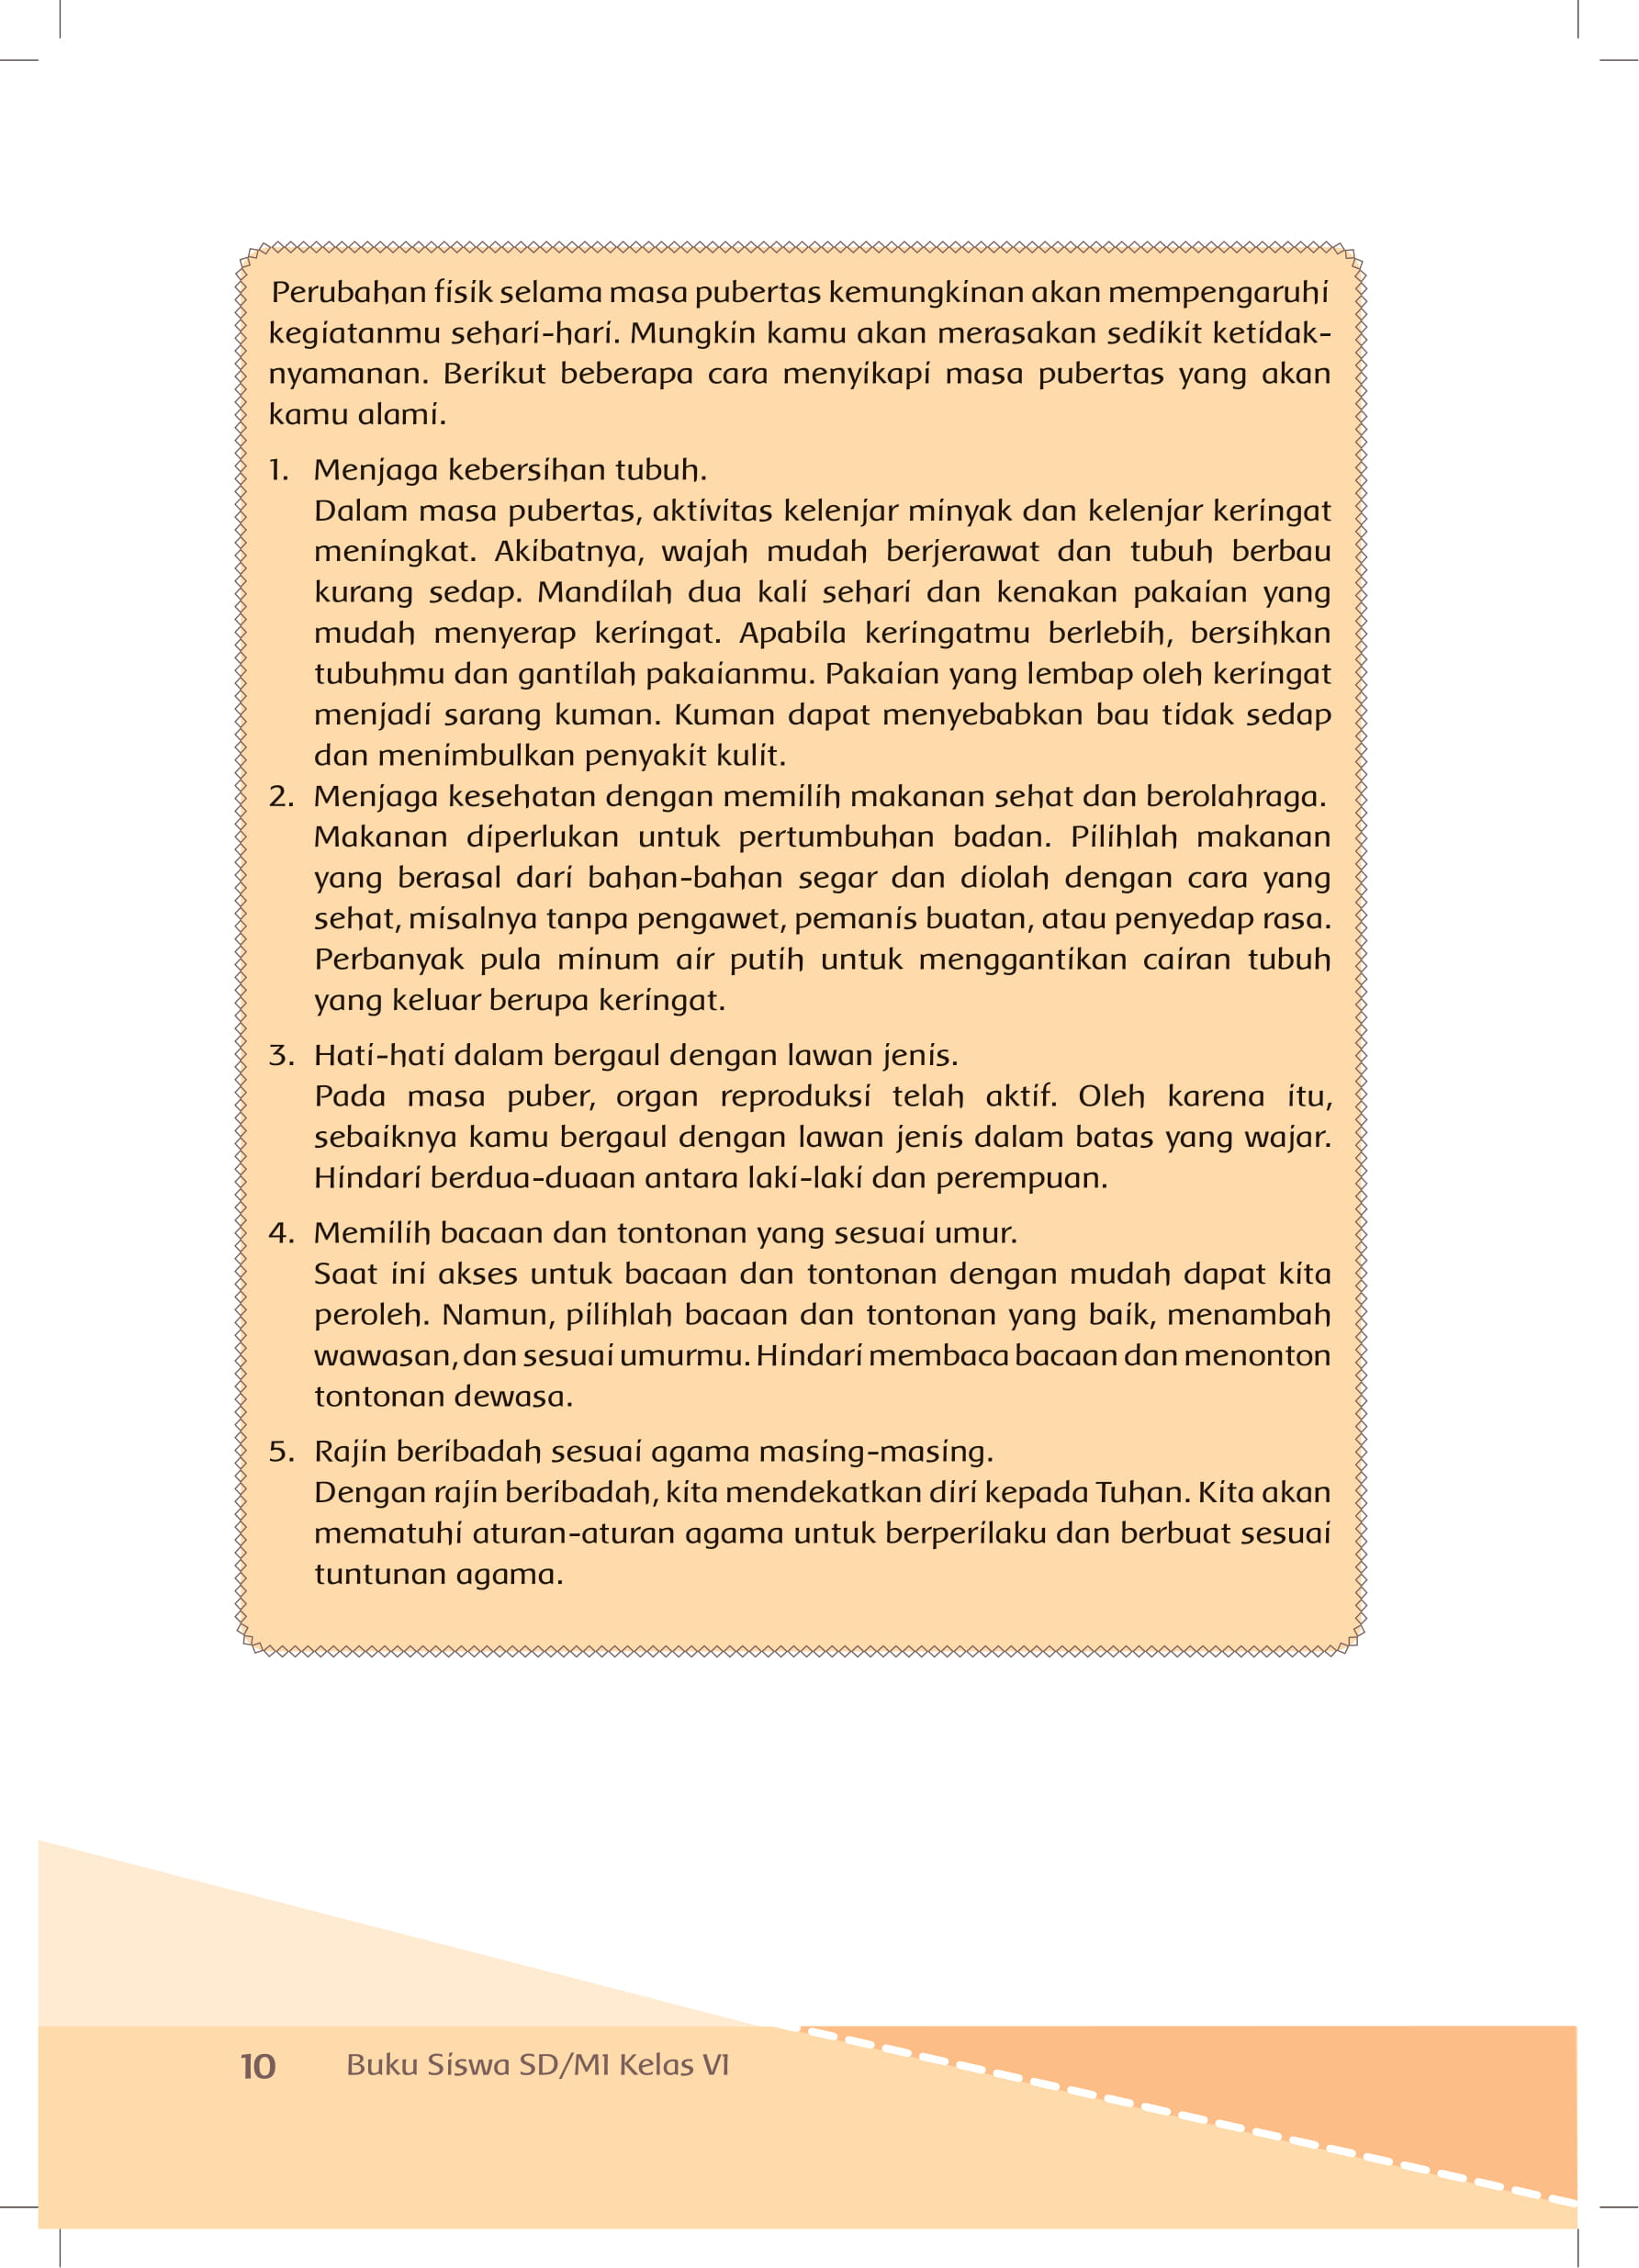 Perubahan fisik selama masa pubertas kemungkinan akan mempengaruhi
kegiatanmu sehari-hari. Mungkin kamu akan merasakan sedikit ketidak-
nyamanan. Berikut beberapa cara menyikapi masa pubertas yang akan
kamu alami.
1. Menjaga kebersihan tubuh.
Dalam masa pubertas, aktivitas kelenjar minyak dan kelenjar keringat
meningkat. Akibatnya, wajah mudah berjerawat dan tubuh berbau
kurang sedap. Mandilah dua kali sehari dan kenakan pakaian yang
mudah menyerap keringat. Apabila keringatmu berlebih, bersihkan
tubuhmu dan gantilah pakaianmu. Pakaian yang lembap oleh keringat
menjadi sarang kuman. Kuman dapat menyebabkan bau tidak sedap
dan menimbulkan penyakit kulit.
2. Menjaga kesehatan dengan memilih makanan sehat dan berolahraga.
Makanan diperlukan untuk pertumbuhan badan. Pilihlah makanan
yang berasal dari bahan-bahan segar dan diolah dengan cara yang
sehat, misalnya tanpa pengawet, pemanis buatan, atau penyedap rasa.
Perbanyak pula minum air putih untuk menggantikan cairan tubuh
yang keluar berupa keringat.
3. Hati-hati dalam bergaul dengan lawan jenis.
Pada masa puber, organ reproduksi telah aktif. Oleh karena itu,
sebaiknya kamu bergaul dengan lawan jenis dalam batas yang wajar.
Hindari berdua-duaan antara laki-laki dan perempuan.
4. Memilih bacaan dan tontonan yang sesuai umur.
Saat ini akses untuk bacaan dan tontonan dengan mudah dapat kita
peroleh. Namun, pilihlah bacaan dan tontonan yang baik, menambah
wawasan, dan sesuai umurmu. Hindari membaca bacaan dan menonton
tontonan dewasa.
5. Rajin beribadah sesuai agama masing-masing.
Dengan rajin beribadah, kita mendekatkan diri kepada Tuhan. Kita akan
mematuhi aturan-aturan agama untuk berperilaku dan berbuat sesuai
tuntunan agama.
10 Buku Siswa SD/MI Kelas VI